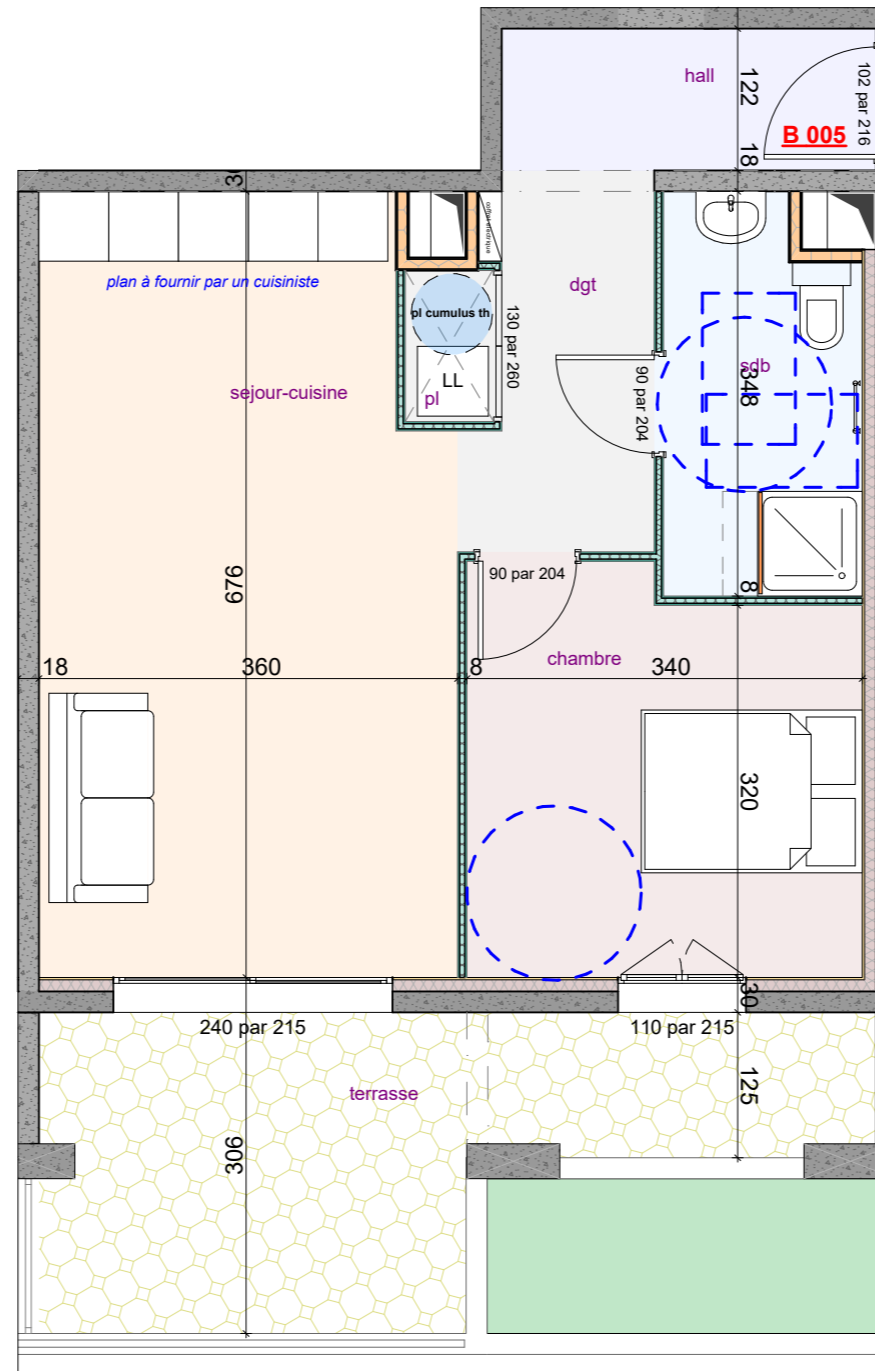 hall
122
102 par 216
B 005
18
coffret électrique
plan à fournir par un cuisiniste
dgt
pl cumulus th
130 par 260
sdb
348
LL
pl
sejour-cuisine
90 par 204
676
90 par 204
8
18
360
8
chambre
340
320
30
240 par 215
110 par 215
terrasse
125
306